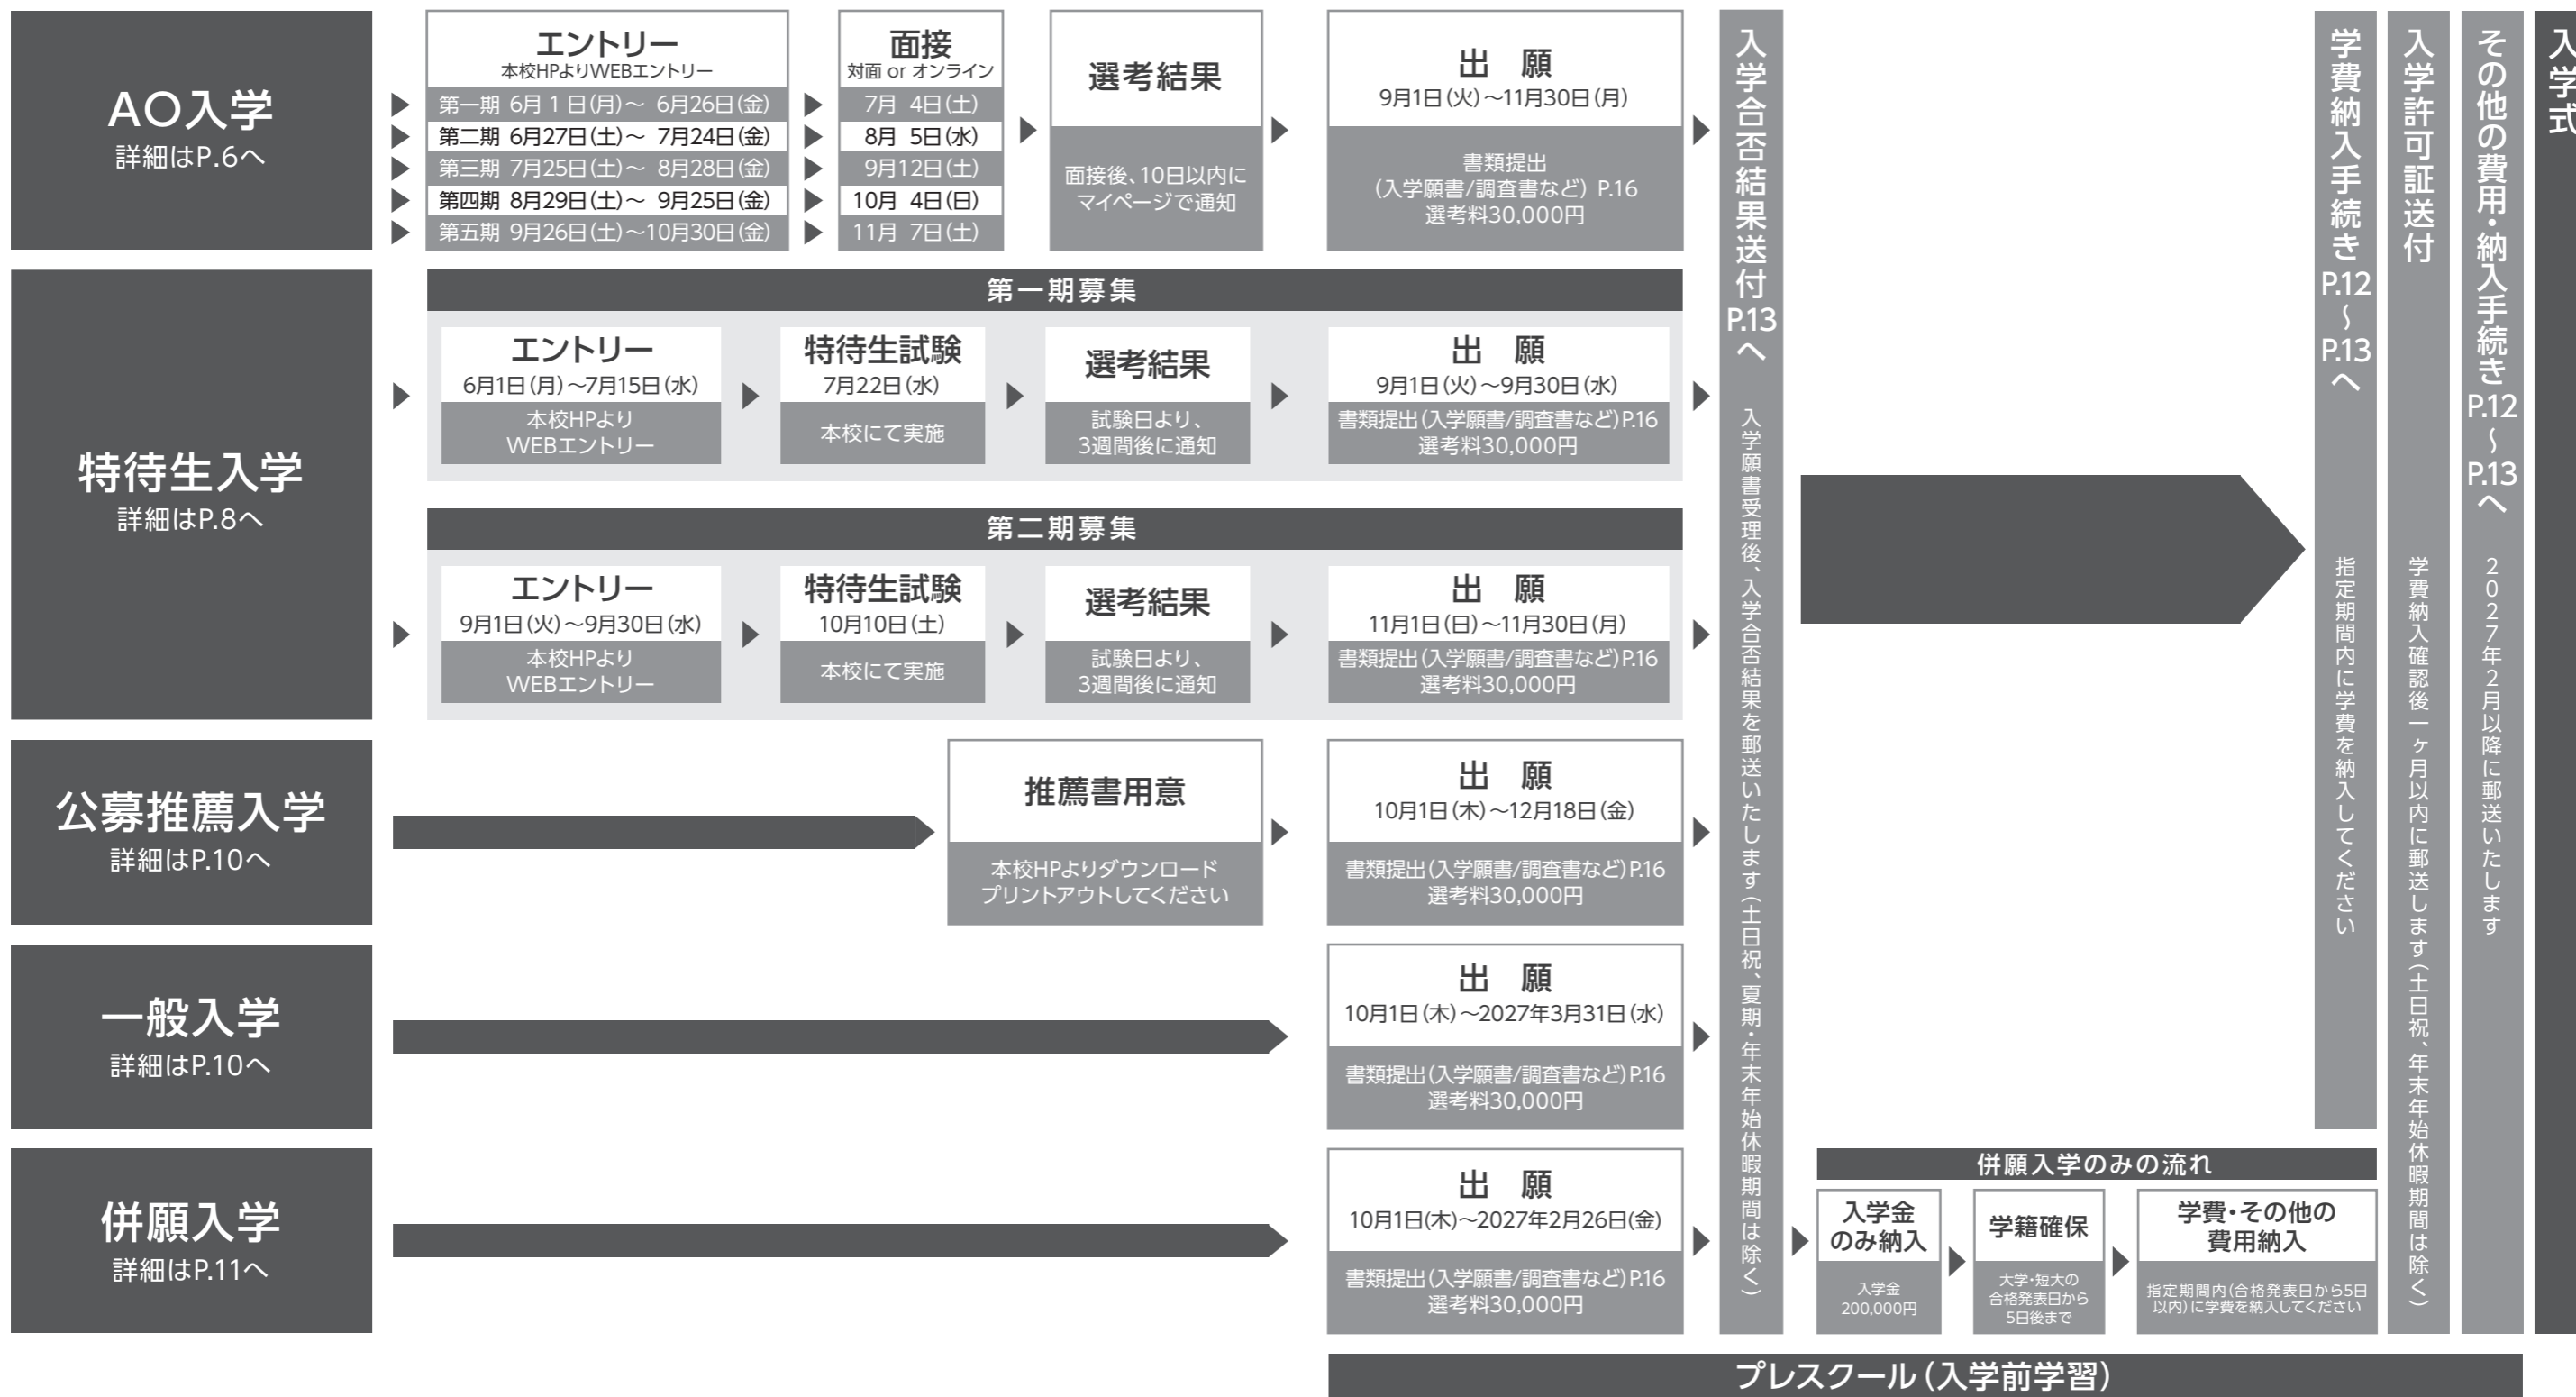 AO入学
詳細はP.6へ
エントリー
本校HPよりWEBエントリー
第一期 6月 1 日(月)～ 6月26日(金)
第二期 6月27日(土)～ 7月24日(金)
第三期 7月25日(土)～ 8月28日(金)
第四期 8月29日(土)～ 9月25日(金)
第五期 9月26日(土)～10月30日(金)
面接
対面 or オンライン
7月 4日(土)
8月 5日(水)
9月12日(土)
10月 4日(日)
11月 7日(土)
選考結果
面接後、10日以内に
マイページで通知
出 願
9月1日(火)～11月30日(月)
書類提出
(入学願書/調査書など) P.16
選考料30,000円
特待生入学
詳細はP.8へ
第一期募集
エントリー
6月1日(月)～7月15日(水)
本校HPより
WEBエントリー
特待生試験
7月22日(水)
本校にて実施
選考結果
試験日より、
3週間後に通知
出 願
9月1日(火)～9月30日(水)
書類提出(入学願書/調査書など)P.16
選考料30,000円
第二期募集
エントリー
9月1日(火)～9月30日(水)
本校HPより
WEBエントリー
特待生試験
10月10日(土)
本校にて実施
選考結果
試験日より、
3週間後に通知
出 願
11月1日(日)～11月30日(月)
書類提出(入学願書/調査書など)P.16
選考料30,000円
公募推薦入学
詳細はP.10へ
推薦書用意
本校HPよりダウンロード
プリントアウトしてください
出 願
10月1日(木)～12月18日(金)
書類提出(入学願書/調査書など)P.16
選考料30,000円
一般入学
詳細はP.10へ
出 願
10月1日(木)～2027年3月31日(水)
書類提出(入学願書/調査書など)P.16
選考料30,000円
併願入学
詳細はP.11へ
出 願
10月1日(木)～2027年2月26日(金)
書類提出(入学願書/調査書など)P.16
選考料30,000円
入学合否結果送付P.13へ 入学願書受理後、入学合否結果を郵送いたします(土日祝、夏期・年末年始休暇期間は除く)
併願入学のみの流れ
入学金
のみ納入
入学金
200,000円
学籍確保
大学・短大の
合格発表日から
5日後まで
学費・その他の
費用納入
指定期間内(合格発表日から5日
以内)に学費を納入してください
学費納入手続きP.12～P.13へ 指定期間内に学費を納入してください
入学許可証送付 学費納入確認後一ヶ月以内に郵送します(土日祝、年末年始休暇期間は除く)
その他の費用・納入手続きP.12～P.13へ 2027年2月以降に郵送いたします
入学式
プレスクール(入学前学習)